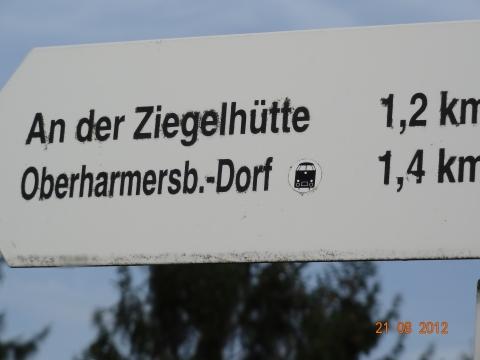 An der Ziegelhütte 1,2 km
Oberharmersb.-Dorf 1,4 km
21 08 2012